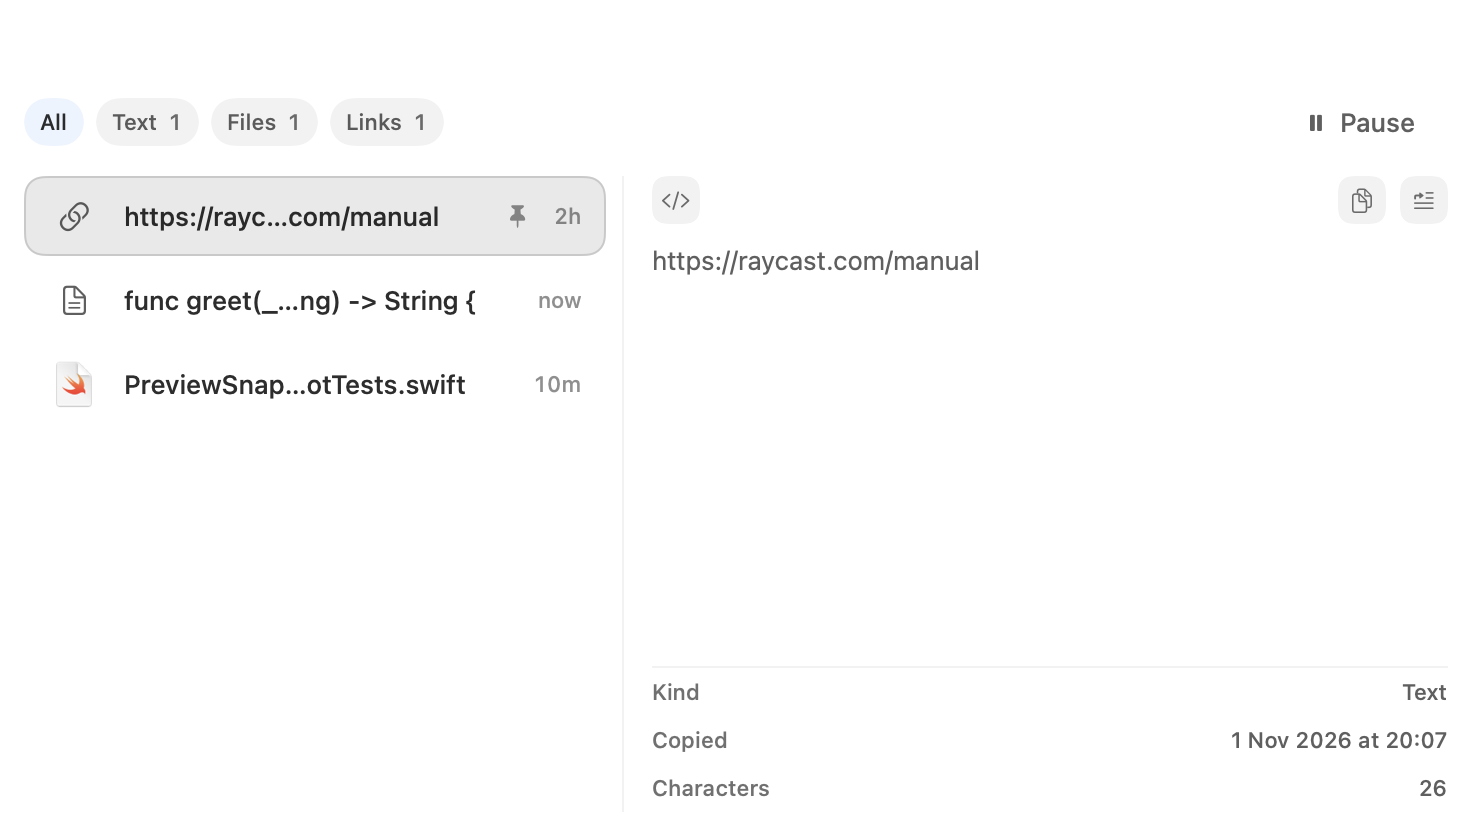 All
Text 1
Files 1
Links 1
Pause
https://rayc...com/manual
2h
func greet(_...ng) -> String {
now
PreviewSnap...otTests.swift
10m
</>
https://raycast.com/manual
Kind
Text
Copied
1 Nov 2026 at 20:07
Characters
26